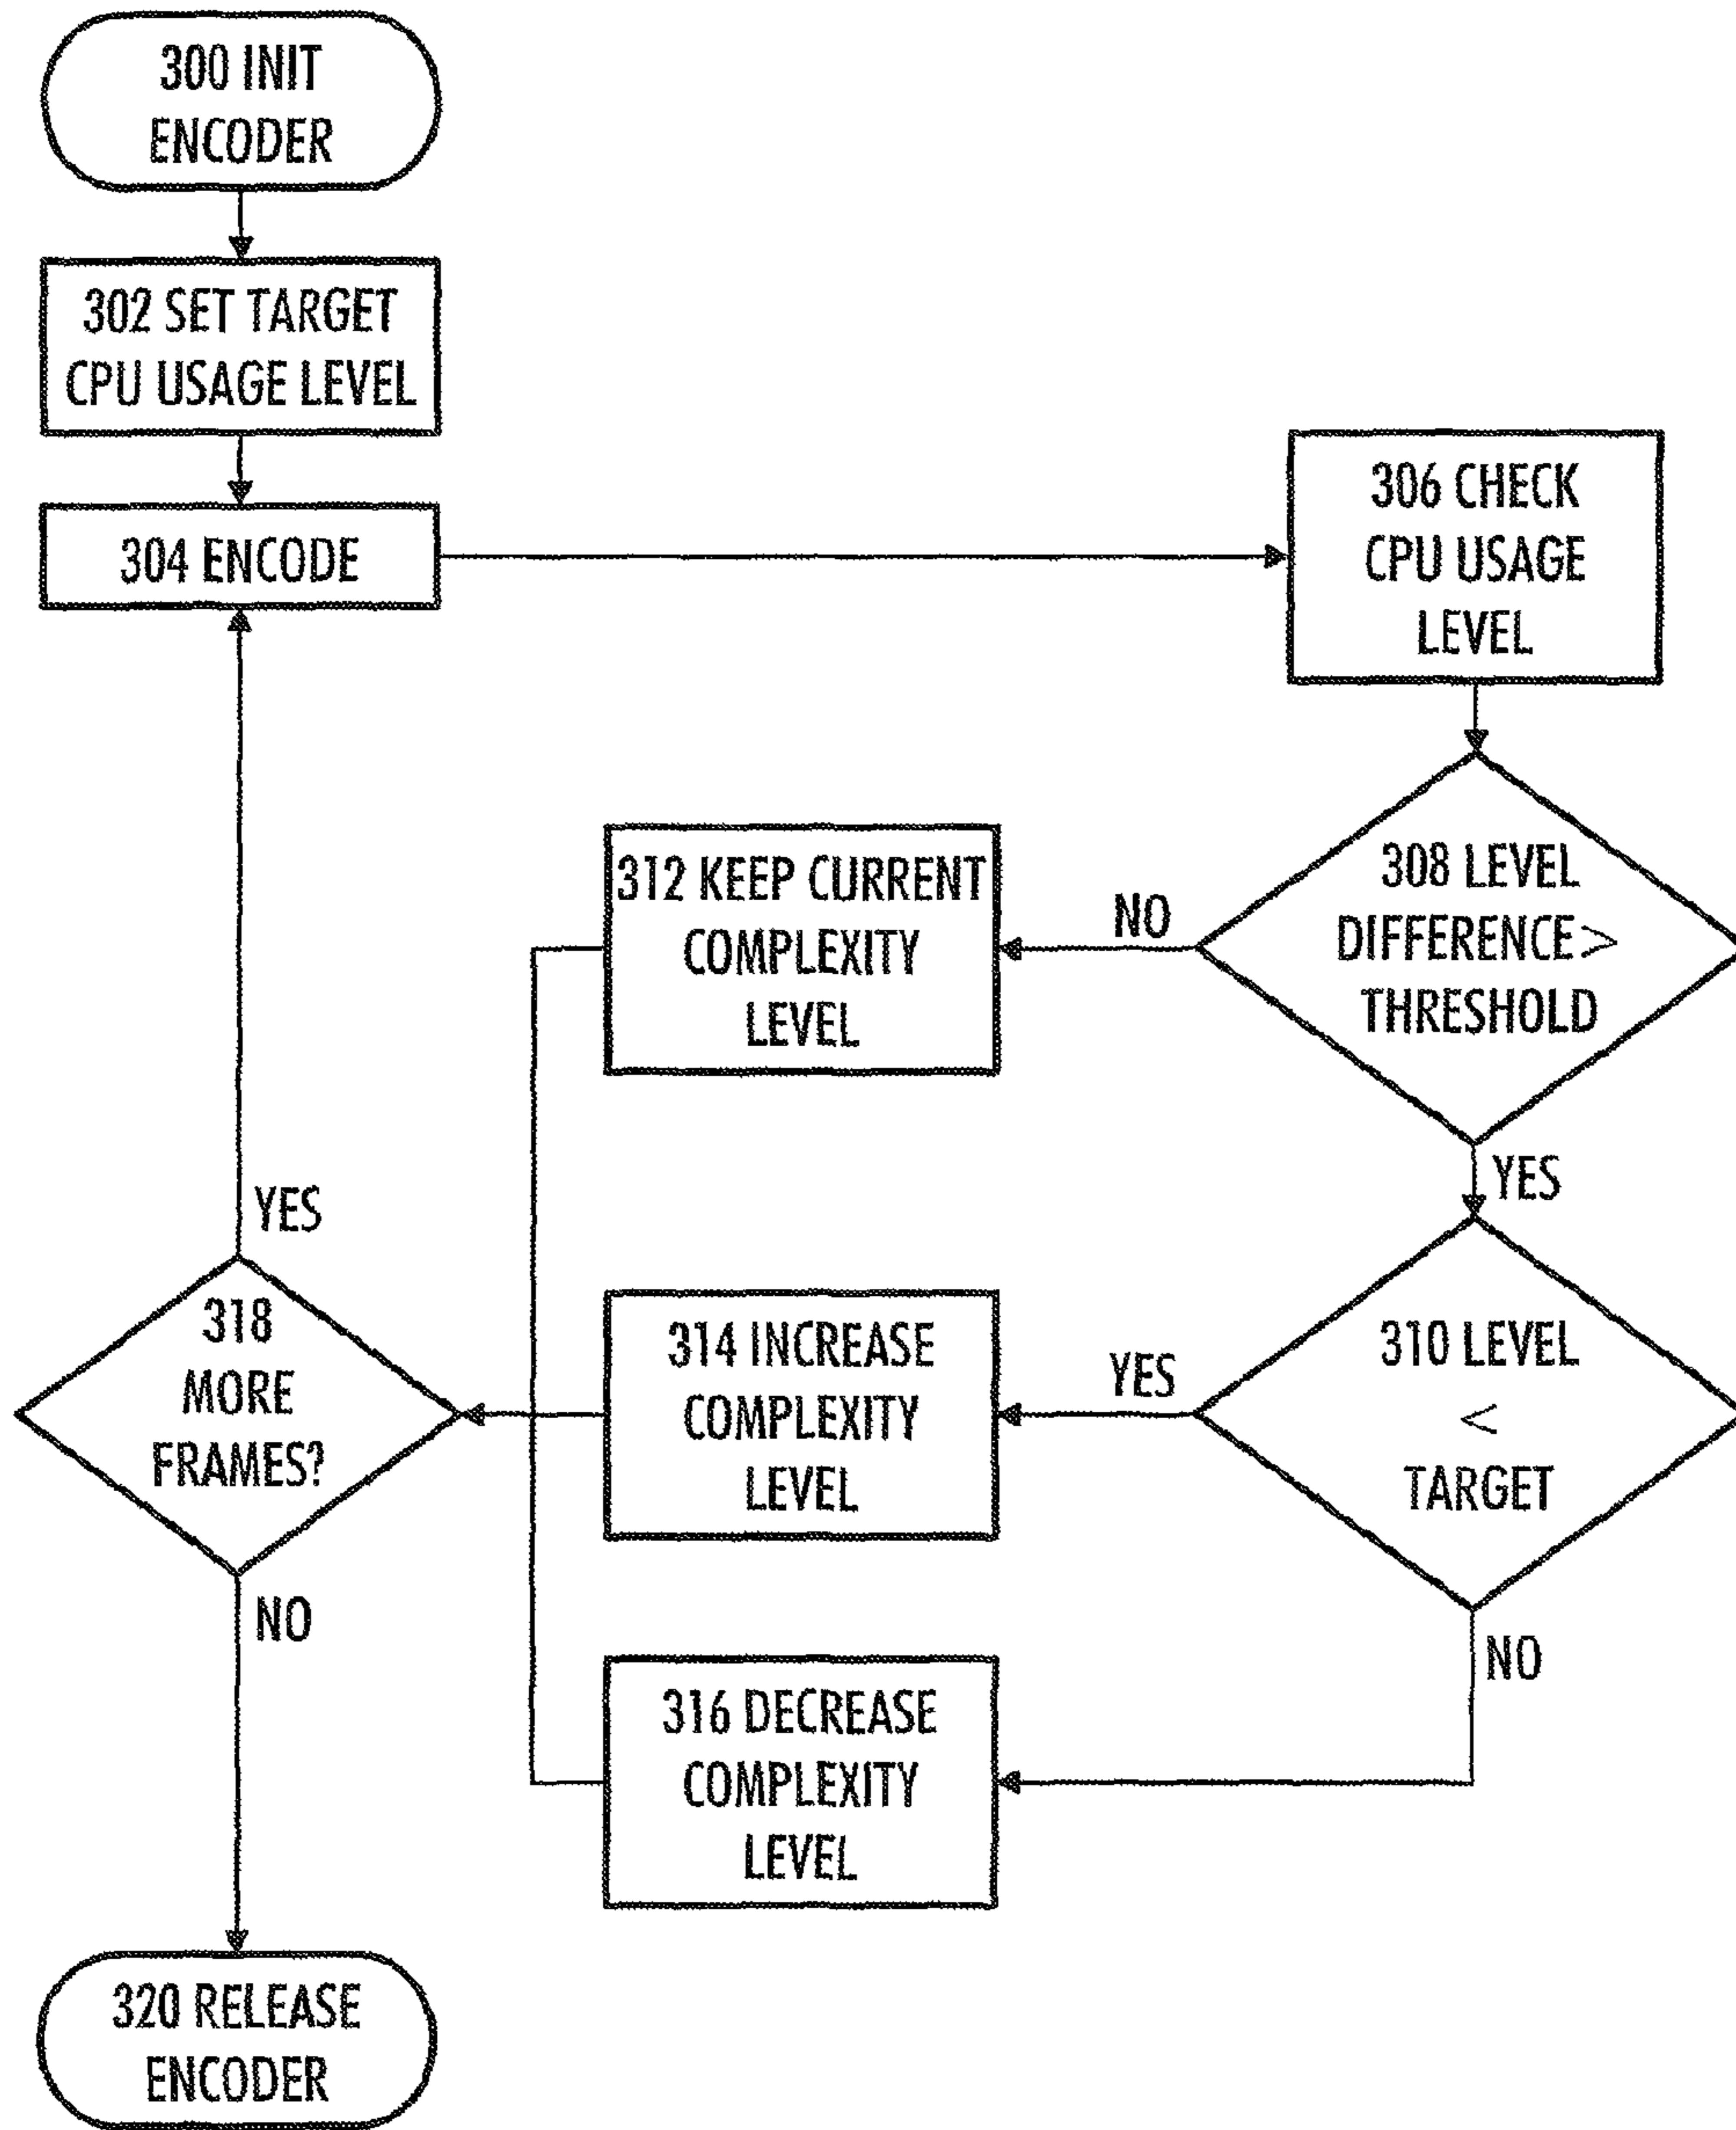 300 INIT
ENCODER
302 SET TARGET
CPU USAGE LEVEL
304 ENCODE
306 CHECK
CPU USAGE
LEVEL
308 LEVEL
DIFFERENCE>
THRESHOLD
NO
YES
312 KEEP CURRENT
COMPLEXITY
LEVEL
310 LEVEL
<
TARGET
YES
NO
314 INCREASE
COMPLEXITY
LEVEL
316 DECREASE
COMPLEXITY
LEVEL
318
MORE
FRAMES?
YES
NO
320 RELEASE
ENCODER